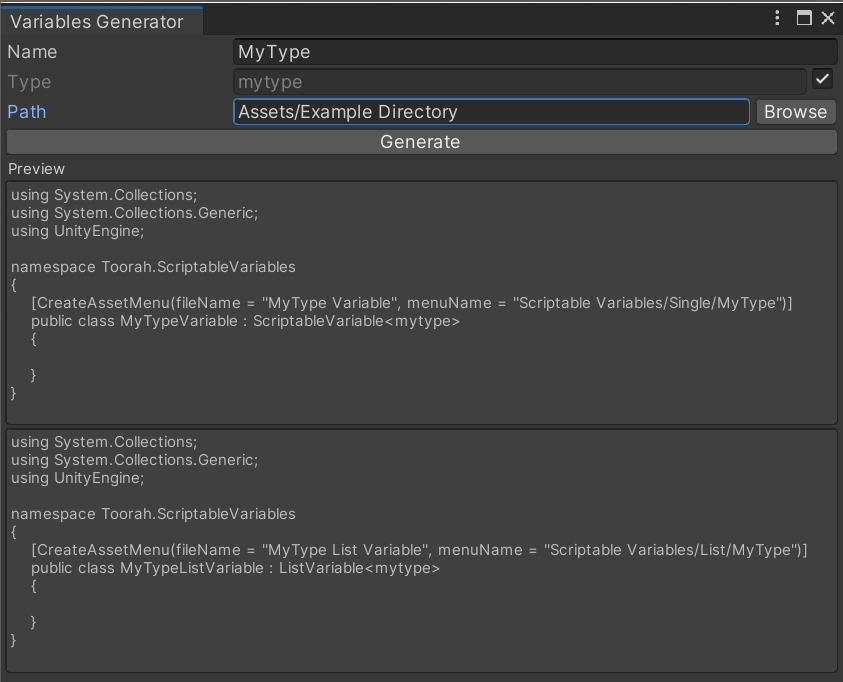 Variables Generator
Name MyType
Type mytype
Path Assets/Example Directory Browse
Generate
Preview
using System.Collections;
using System.Collections.Generic;
using UnityEngine;
namespace Toorah.ScriptableVariables
{
[CreateAssetMenu(fileName = "MyType Variable", menuName = "Scriptable Variables/Single/MyType")]
public class MyTypeVariable : ScriptableVariable<mytype>
{
}
}
using System.Collections;
using System.Collections.Generic;
using UnityEngine;
namespace Toorah.ScriptableVariables
{
[CreateAssetMenu(fileName = "MyType List Variable", menuName = "Scriptable Variables/List/MyType")]
public class MyTypeListVariable : ListVariable<mytype>
{
}
}